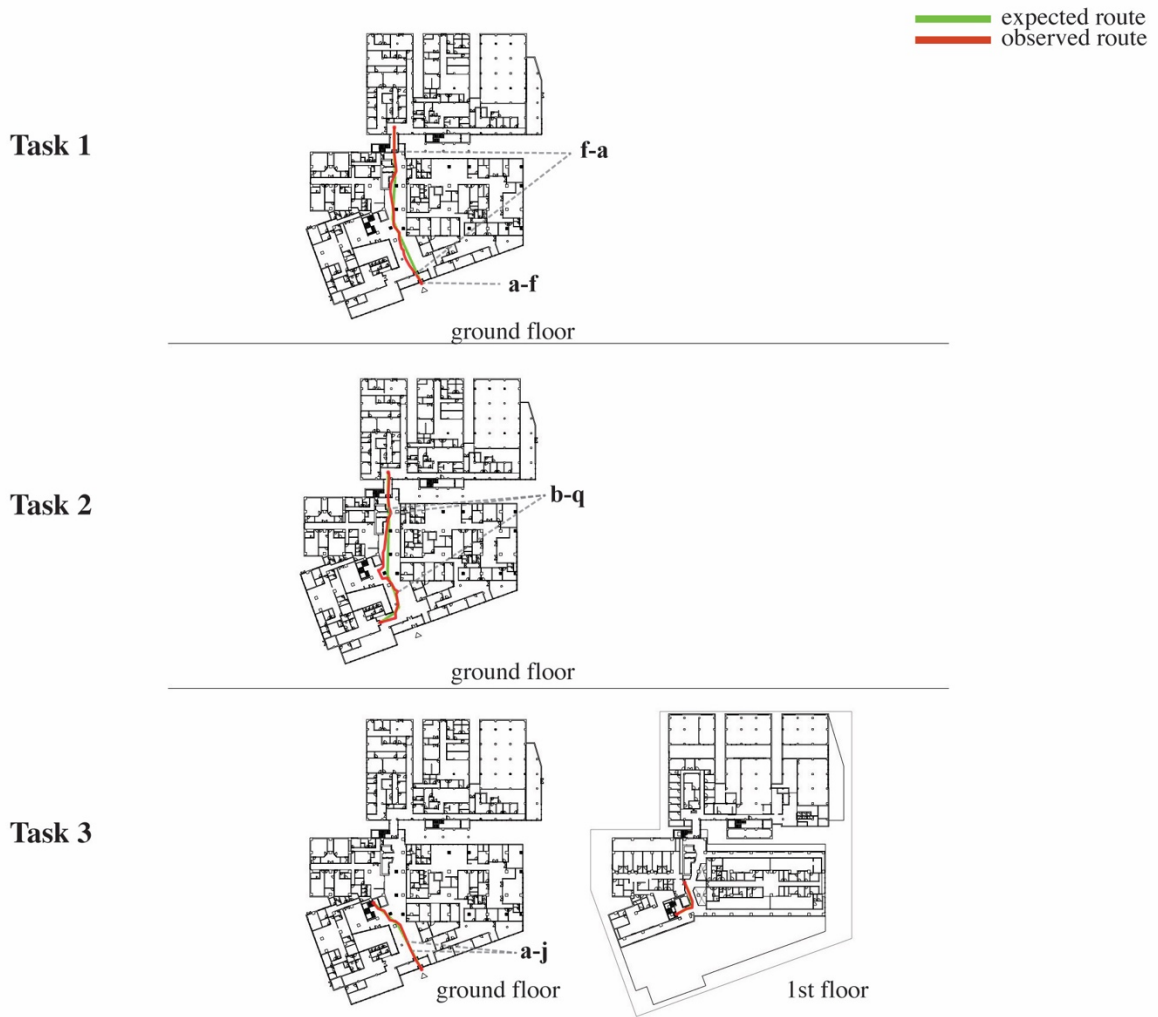 expected route
observed route
Task 1
f-a
a-f
ground floor
Task 2
b-q
ground floor
Task 3
a-j
ground floor
1st floor